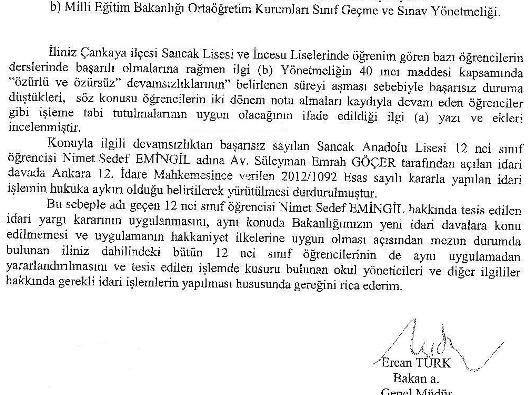 b) Milli Eğitim Bakanlığı Ortaöğretim Kurumları Sınıf Geçme ve Sınav Yönetmeliği.
İliniz Çankaya ilçesi Sancak Lisesi ve İncesu Liselerinde öğrenim gören bazı öğrencilerin
derslerinde başarılı olmalarına rağmen ilgi (b) Yönetmeliğin 40 ıncı maddesi kapsamında
"özürlü ve özürsüz" devamsızlıklarının" belirlenen süreyi aşması sebebiyle başarısız duruma
düştükleri, söz konusu öğrencilerin iki dönem notu almaları kaydıyla devam eden öğrenciler
gibi işleme tabi tutulmalarının uygun olacağının ifade edildiği ilgi (a) yazı ve ekleri
incelenmiştir.
Konuyla ilgili devamsızlıktan başarısız sayılan Sancak Anadolu Lisesi 12 nci sınıf
öğrencisi Nimet Sedef EMİNGİL adına Av. Süleyman Emrah GÖÇER tarafından açılan idari
davada Ankara 12. İdare Mahkemesince verilen 2012/1092 Esas sayılı kararla yapılan idari
işlemin hukuka aykırı olduğu belirtilerek yürütülmesi durdurulmuştur.
Bu sebeple adı geçen 12 nci sınıf öğrencisi Nimet Sedef EMİNGİL hakkında tesis edilen
idari yargı kararının uygulanmasını, aynı konuda Bakanlığımızın yeni idari davalara konu
edilmemesi ve uygulamanın hakkaniyet ilkelerine uygun olması açısından mezun durumda
bulunan iliniz dahilindeki bütün 12 nci sınıf öğrencilerinin de aynı uygulamadan
yararlandırılmasını ve tesis edilen işlemde kusuru bulunan okul yöneticileri ve diğer ilgililer
hakkında gerekli idari işlemlerin yapılması hususunda gereğini rica ederim.
Ercan TÜRK
Bakan a.
Genel Müdür